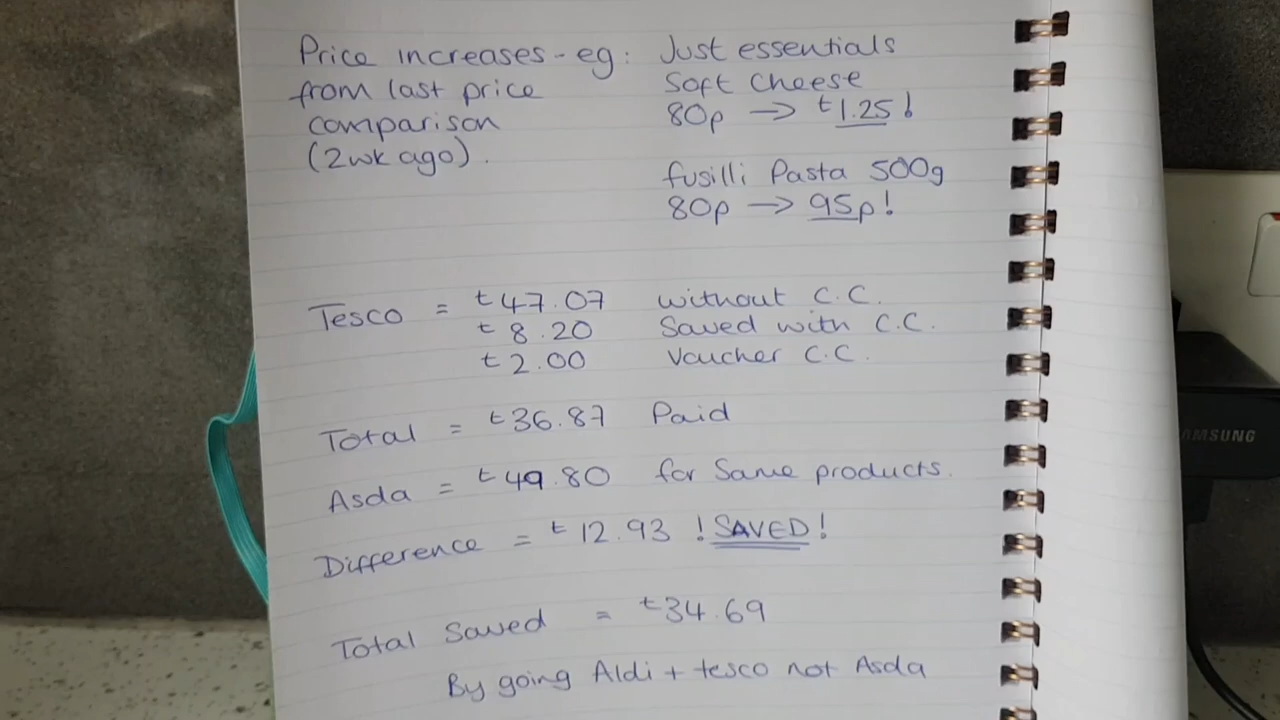 Price increases - eg: Just essentials
from last price Soft Cheese
comparison 80p → £1.25!
(2wk ago).
fusilli Pasta 500g
80p → 95p!
Tesco = £47.07 without C.C.
£8.20 Saved with C.C.
£2.00 Voucher C.C.
Total = £36.87 Paid
Asda = £49.80 for Same products.
Difference = £12.93 !SAVED!
Total Saved = £34.69
By going Aldi + tesco not Asda
SAMSUNG